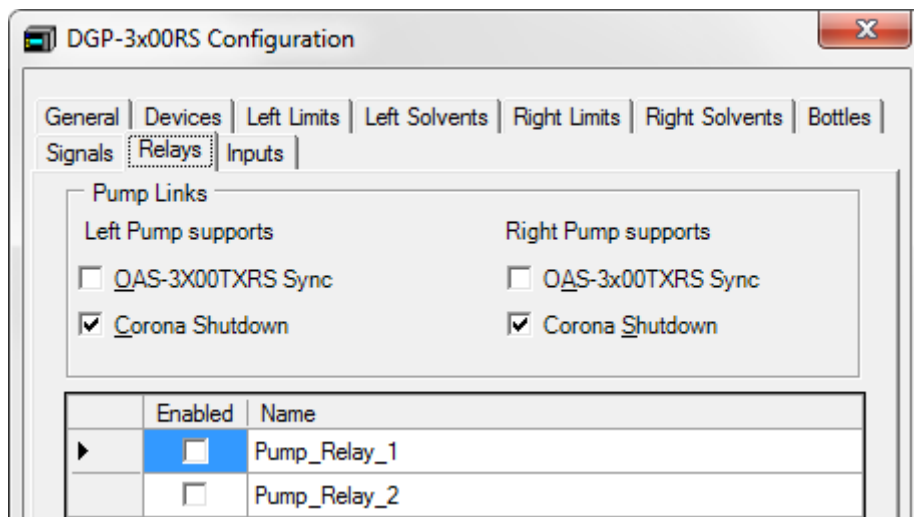 DGP-3x00RS Configuration
General Devices Left Limits Left Solvents Right Limits Right Solvents Bottles
Signals Relays Inputs
Pump Links
Left Pump supports Right Pump supports
OAS-3X00TXRS Sync OAS-3x00TXRS Sync
Corona Shutdown Corona Shutdown
Enabled Name
Pump_Relay_1
Pump_Relay_2